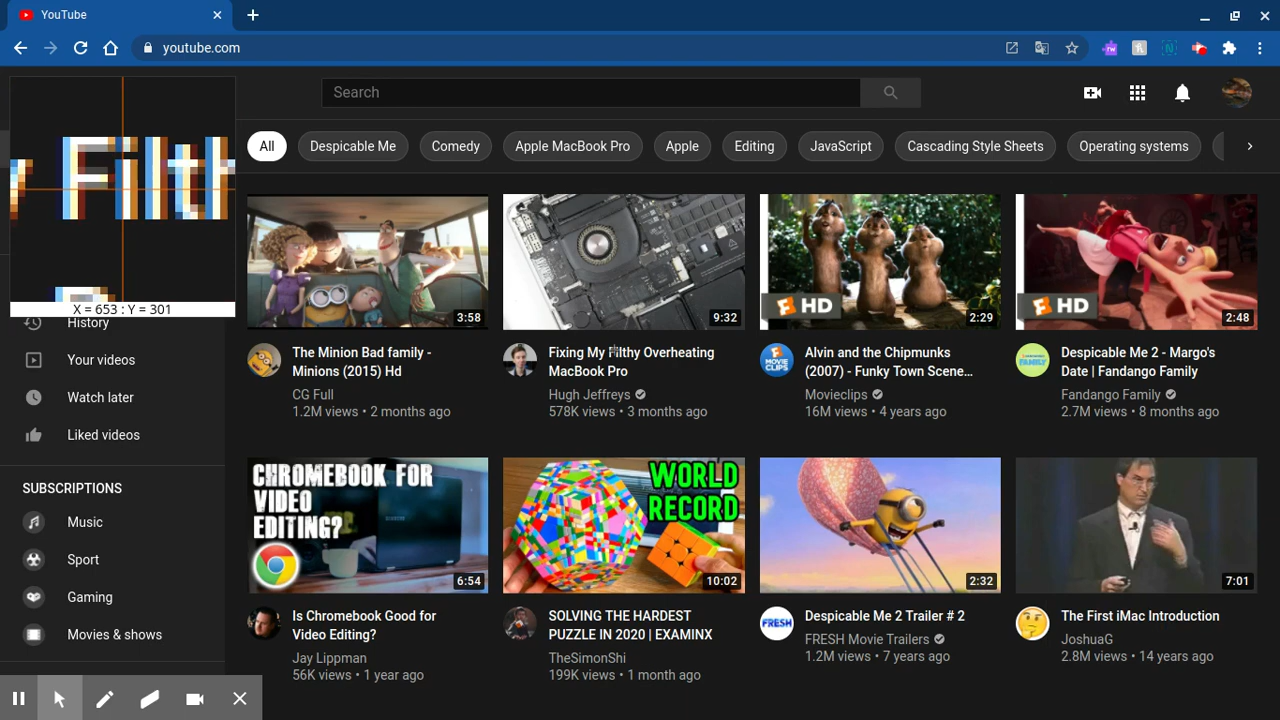 YouTube
youtube.com
Search
All
Despicable Me
Comedy
Apple MacBook Pro
Apple
Editing
JavaScript
Cascading Style Sheets
Operating systems
Filth
X = 653 : Y = 301
History
Your videos
Watch later
Liked videos
SUBSCRIPTIONS
Music
Sport
Gaming
Movies & shows
3:58
The Minion Bad family -
Minions (2015) Hd
CG Full
1.2M views • 2 months ago
9:32
Fixing My Filthy Overheating
MacBook Pro
Hugh Jeffreys
578K views • 3 months ago
HD
2:29
MOVIE
CLIPS
Alvin and the Chipmunks
(2007) - Funky Town Scene...
Movieclips
16M views • 4 years ago
HD
2:48
FAMILY
Despicable Me 2 - Margo's
Date | Fandango Family
Fandango Family
2.7M views • 8 months ago
CHROMEBOOK FOR
VIDEO
EDITING?
6:54
Is Chromebook Good for
Video Editing?
Jay Lippman
56K views • 1 year ago
WORLD
RECORD
10:02
SOLVING THE HARDEST
PUZZLE IN 2020 | EXAMINX
TheSimonShi
199K views • 1 month ago
2:32
FRESH
Despicable Me 2 Trailer # 2
FRESH Movie Trailers
1.2M views • 7 years ago
7:01
The First iMac Introduction
JoshuaG
2.8M views • 14 years ago